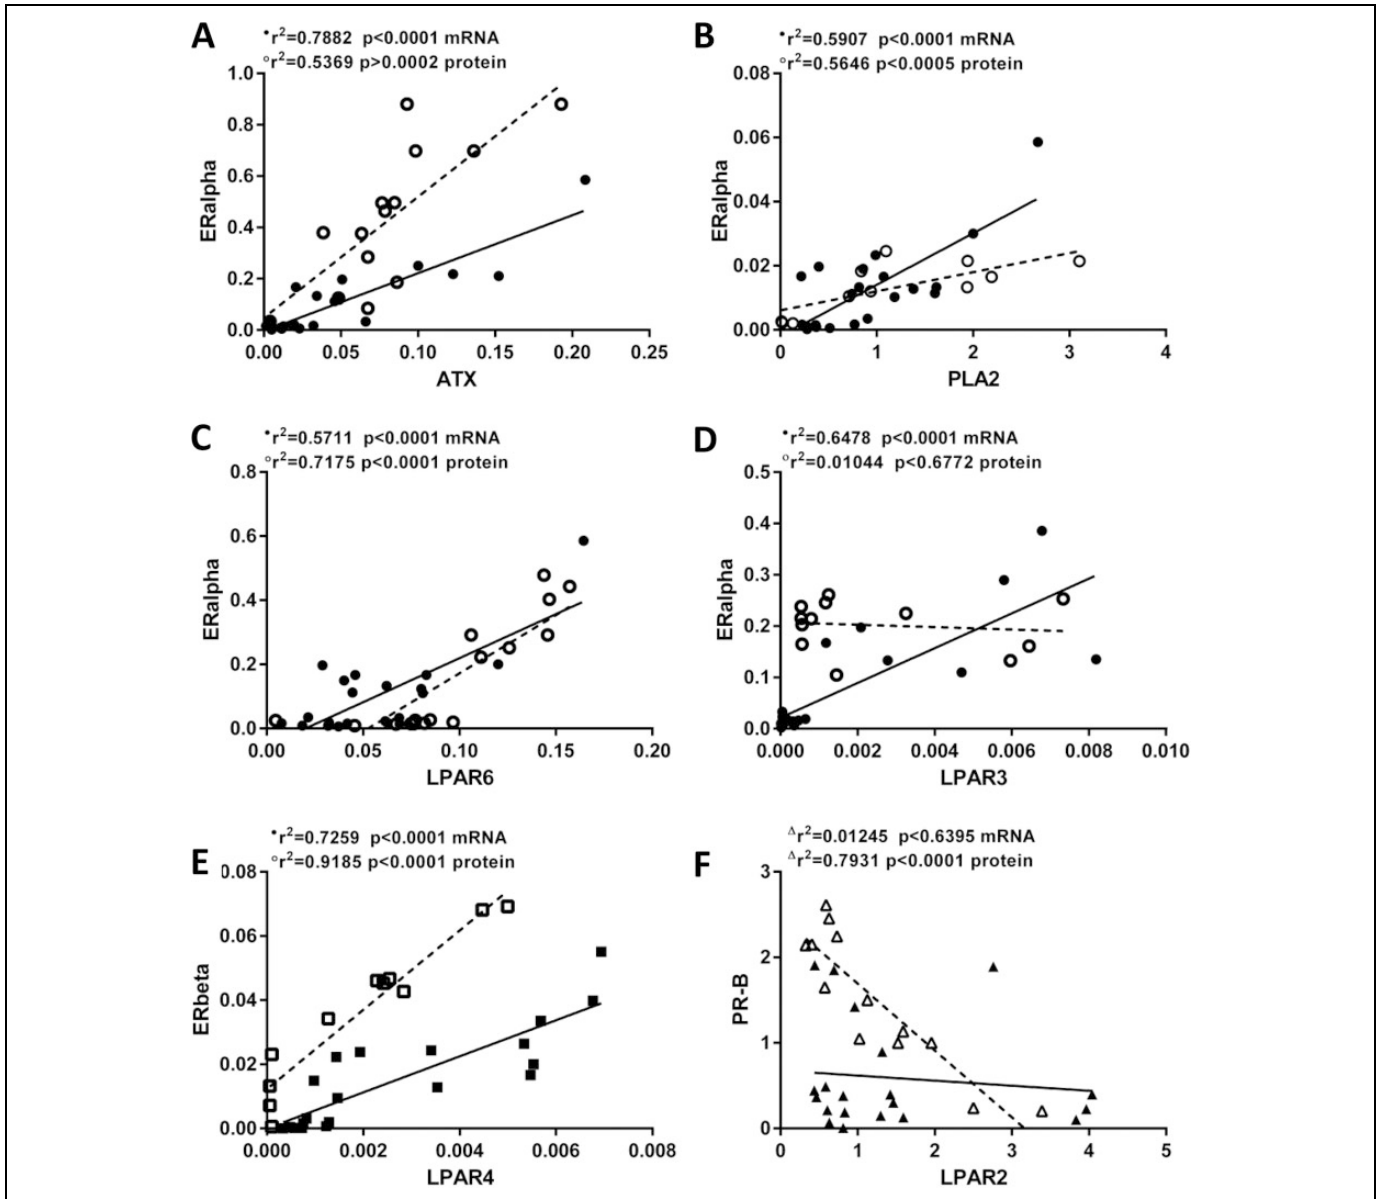 A
•r²=0.7882 p<0.0001 mRNA
○r²=0.5369 p>0.0002 protein
1.0
0.8
0.6
0.4
0.2
0.0
ERalpha
0.00 0.05 0.10 0.15 0.20 0.25
ATX
B
•r²=0.5907 p<0.0001 mRNA
○r²=0.5646 p<0.0005 protein
0.08
0.06
0.04
0.02
0.00
ERalpha
0 1 2 3 4
PLA2
C
•r²=0.5711 p<0.0001 mRNA
○r²=0.7175 p<0.0001 protein
0.8
0.6
0.4
0.2
0.0
ERalpha
0.00 0.05 0.10 0.15 0.20
LPAR6
D
•r²=0.6478 p<0.0001 mRNA
○r²=0.01044 p<0.6772 protein
0.5
0.4
0.3
0.2
0.1
0.0
ERalpha
0.000 0.002 0.004 0.006 0.008 0.010
LPAR3
E
•r²=0.7259 p<0.0001 mRNA
○r²=0.9185 p<0.0001 protein
0.08
0.06
0.04
0.02
0.00
ERbeta
0.000 0.002 0.004 0.006 0.008
LPAR4
F
Δr²=0.01245 p<0.6395 mRNA
Δr²=0.7931 p<0.0001 protein
3
2
1
0
PR-B
0 1 2 3 4 5
LPAR2